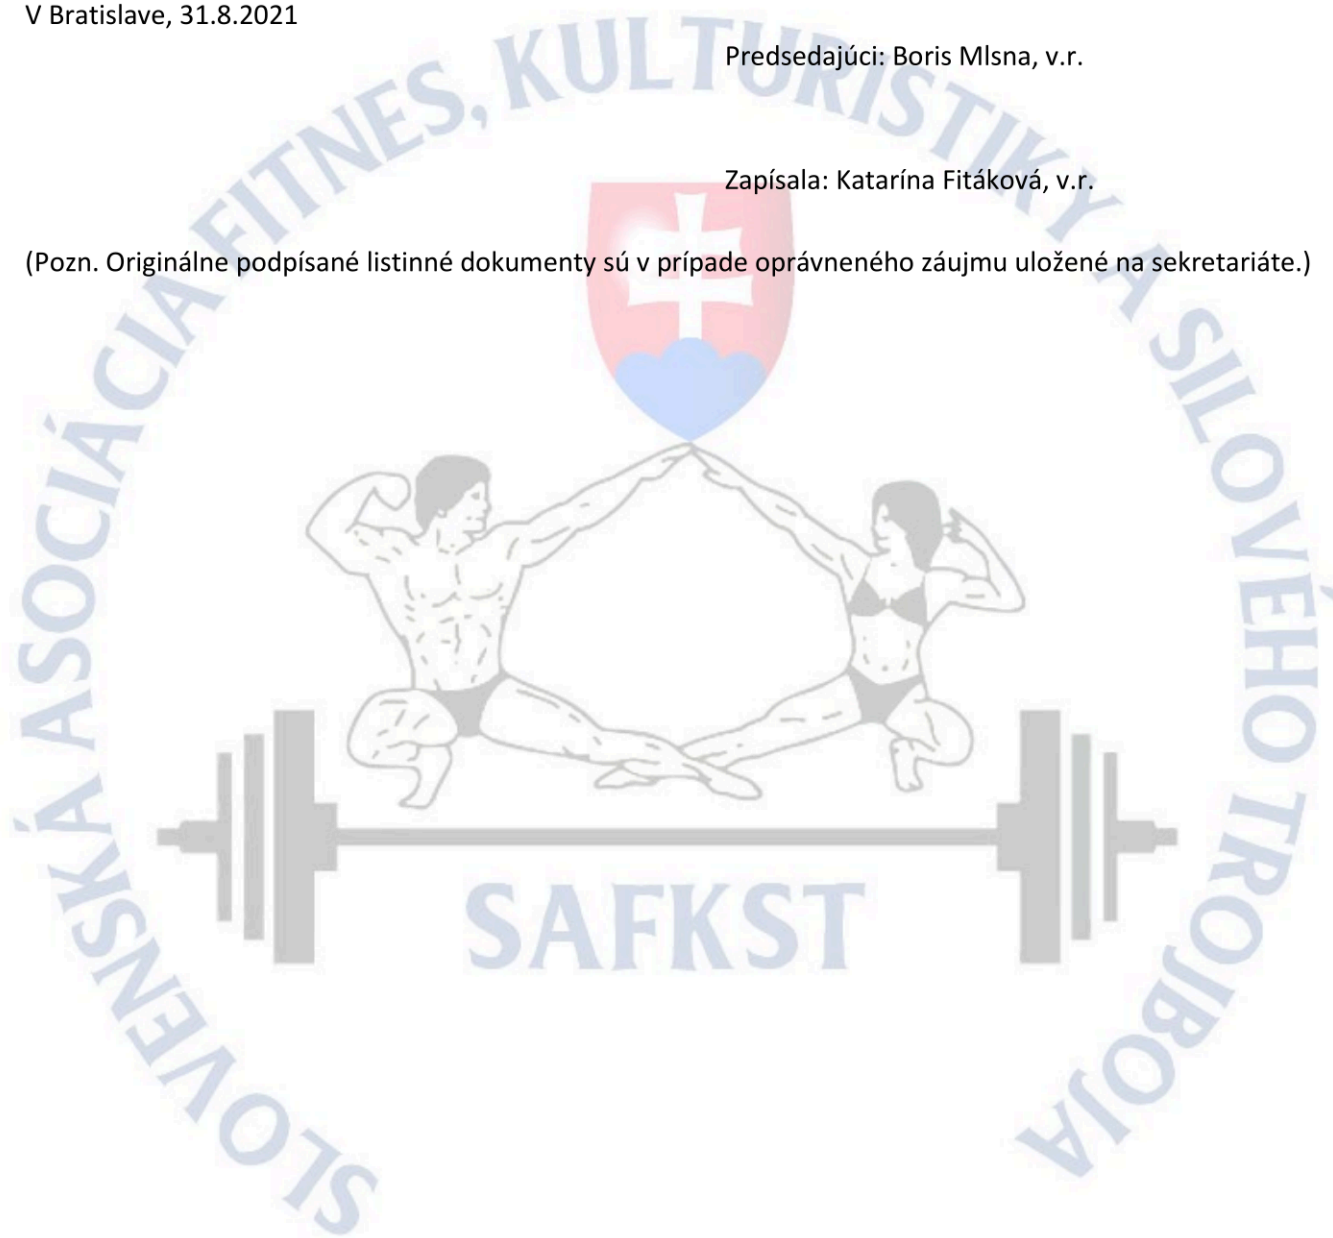 V Bratislave, 31.8.2021
Predsedajúci: Boris Mlsna, v.r.
Zapísala: Katarína Fitáková, v.r.
(Pozn. Originálne podpísané listinné dokumenty sú v prípade oprávneného záujmu uložené na sekretariáte.)
SLOVENSKÁ ASOCIÁCIA FITNES, KULTURISTIKY A SILOVÉHO TROJBOJA
SAFKST